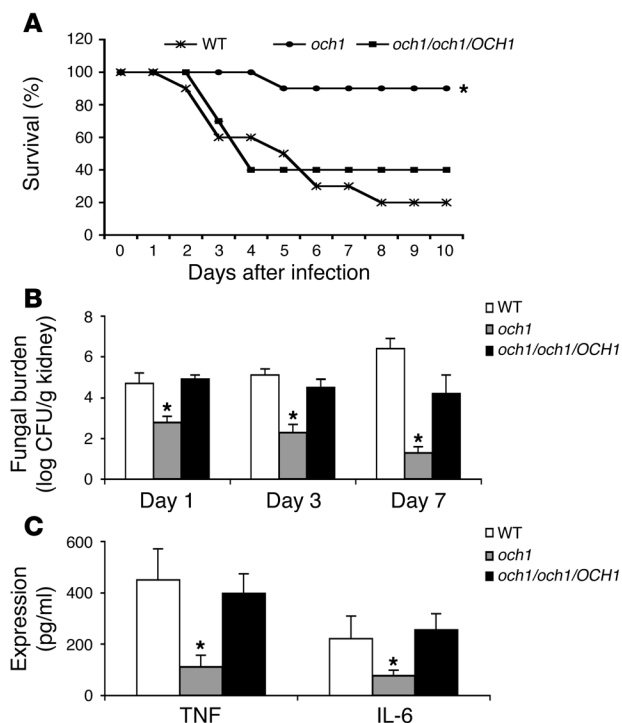 A
WT
och1
och1/och1/OCH1
120
100
80
60
40
20
0
Survival (%)
*
0 1 2 3 4 5 6 7 8 9 10
Days after infection
B
WT
och1
och1/och1/OCH1
8
6
4
2
0
Fungal burden
(log CFU/g kidney)
* * *
Day 1 Day 3 Day 7
C
WT
och1
och1/och1/OCH1
600
400
200
0
Expression
(pg/ml)
* *
TNF IL-6